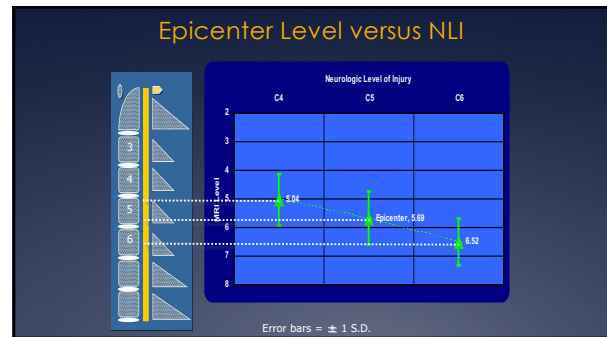 Epicenter Level versus NLI
Neurologic Level of Injury
C4 C5 C6
MRI Level
2
3
4
5
6
7
8
5.04
Epicenter, 5.69
6.52
3
4
5
6
Error bars = ± 1 S.D.